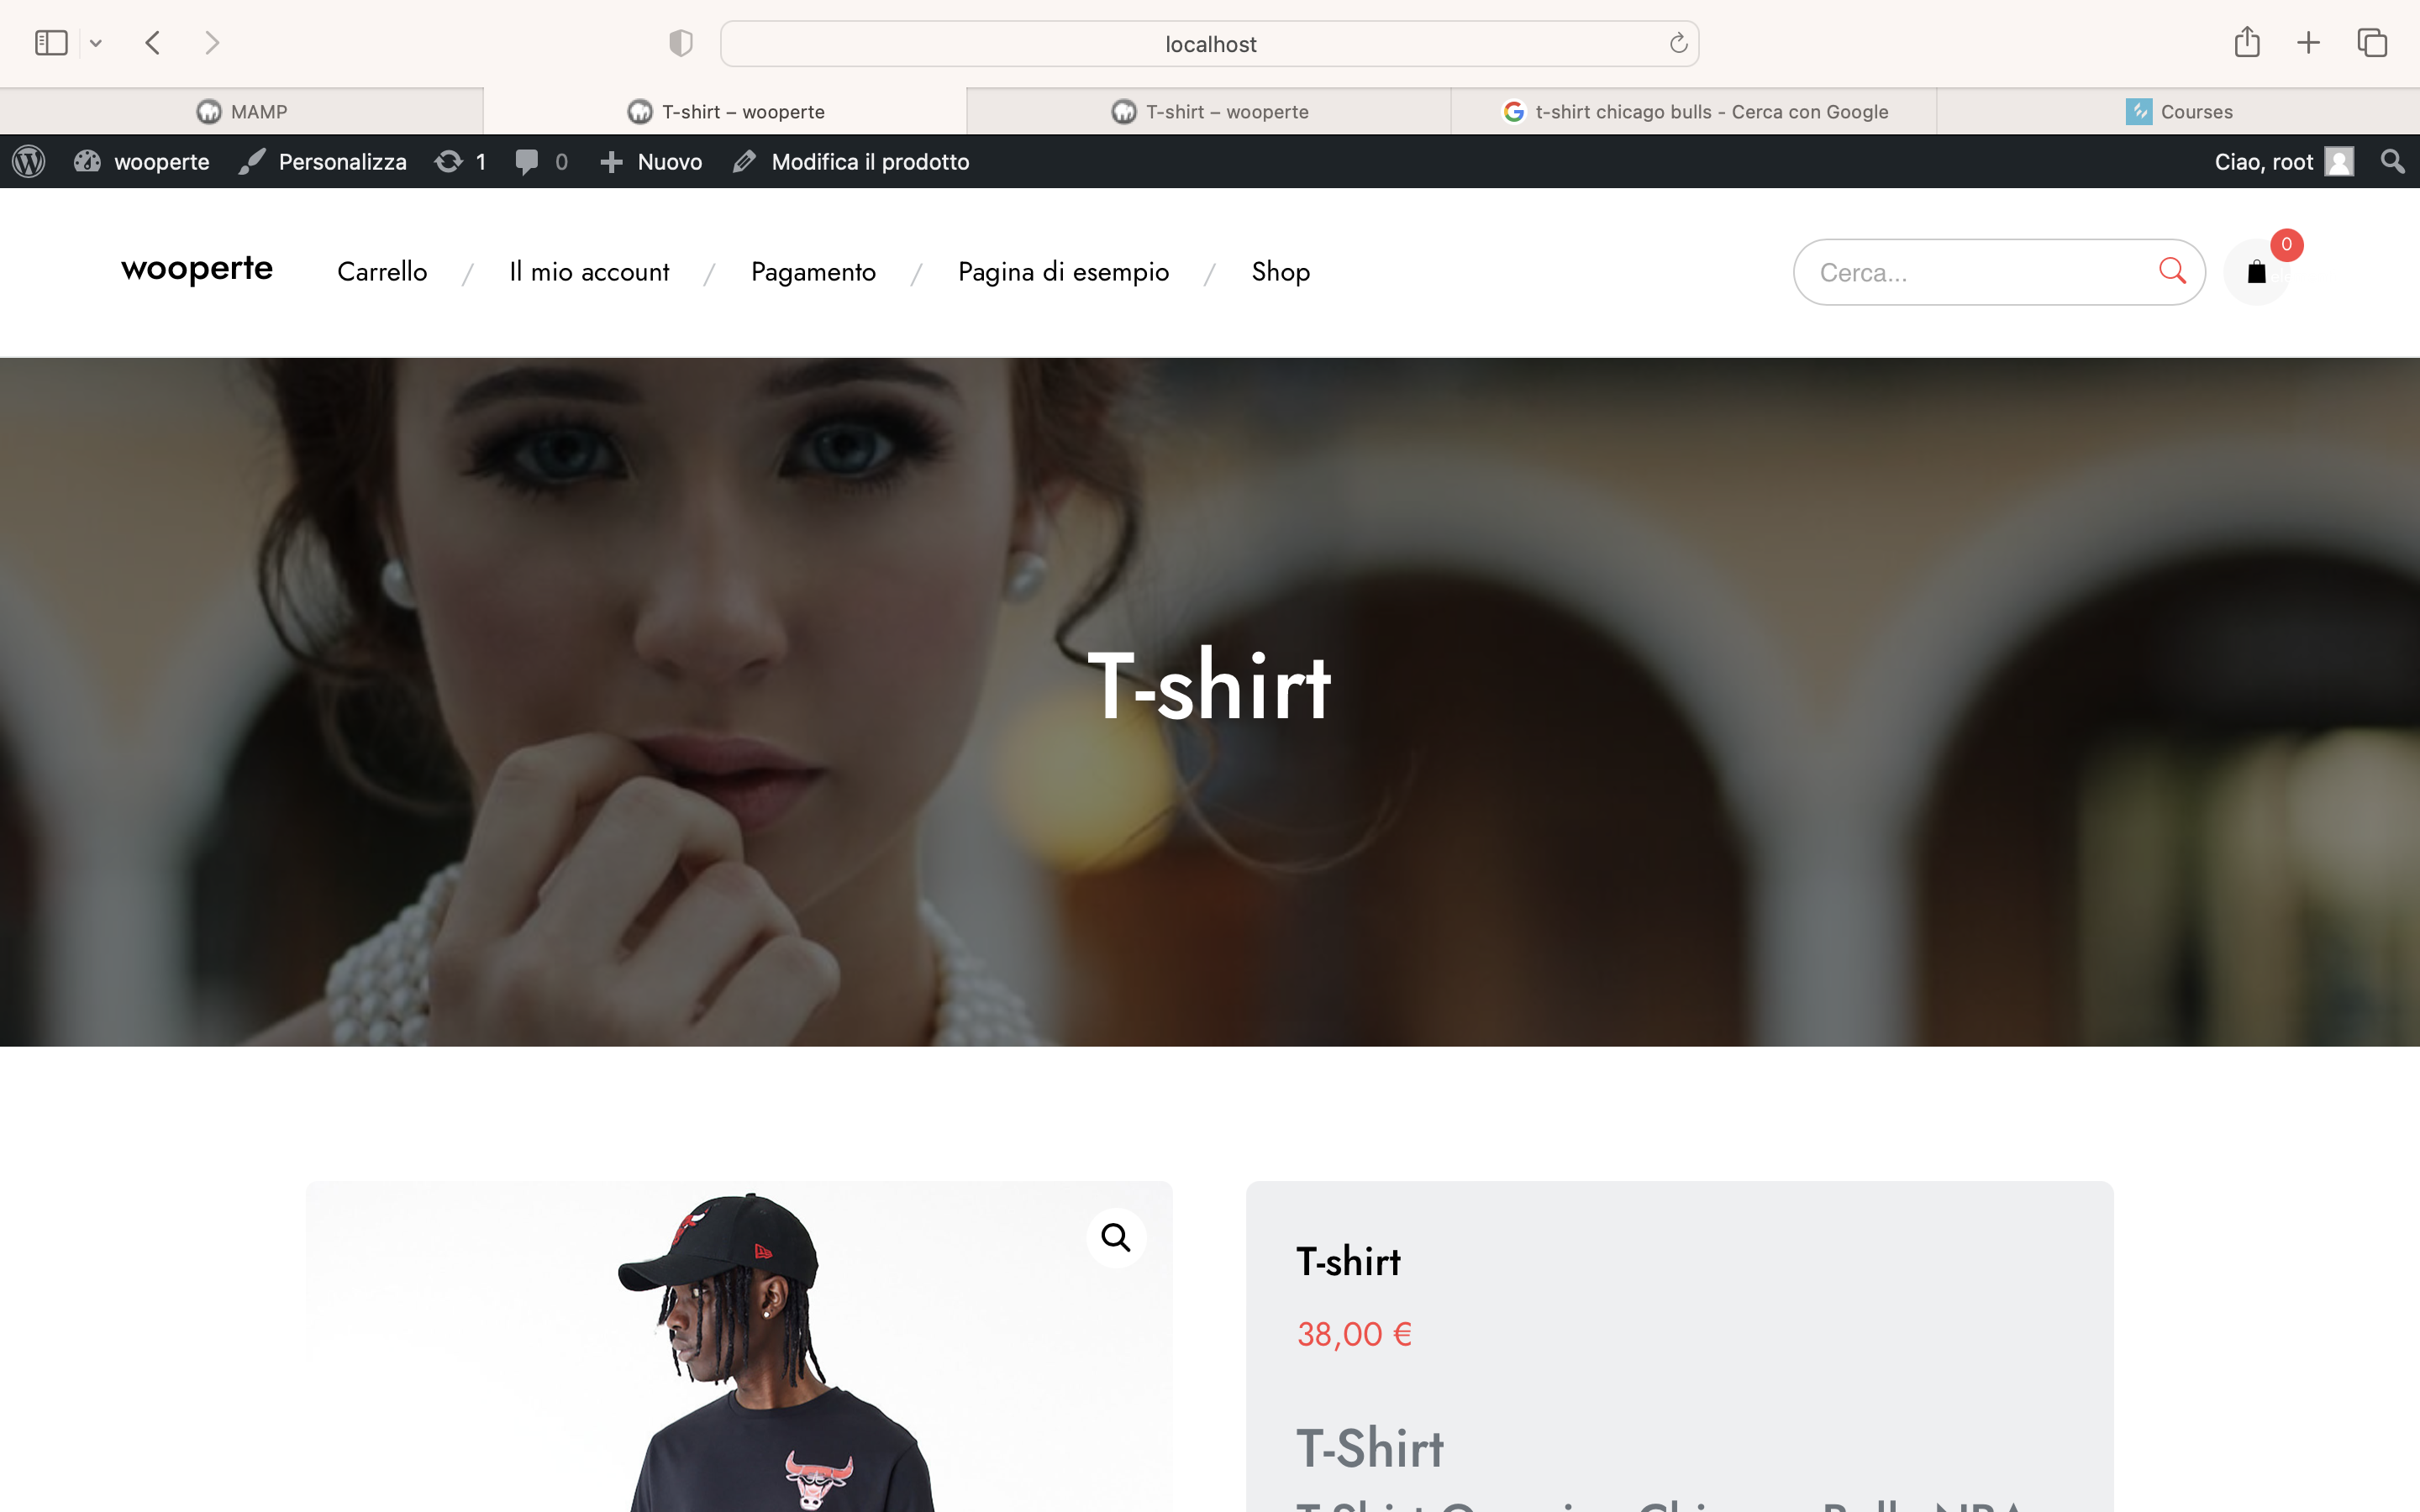 localhost
MAMP
T-shirt – wooperte
T-shirt – wooperte
t-shirt chicago bulls - Cerca con Google
Courses
wooperte
Personalizza
1
0
Nuovo
Modifica il prodotto
Ciao, root
wooperte
Carrello / Il mio account / Pagamento / Pagina di esempio / Shop
Cerca...
0
T-shirt
T-shirt
38,00 €
T-Shirt